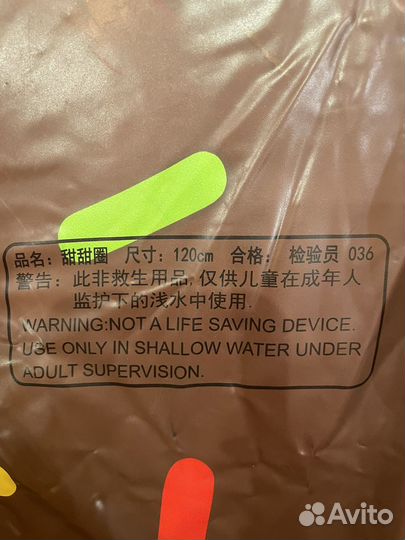 品名: 甜甜圈 尺寸: 120cm 合格: 检验员 036
警告: 此非救生用品,仅供儿童在成年人
监护下的浅水中使用.
WARNING:NOT A LIFE SAVING DEVICE.
USE ONLY IN SHALLOW WATER UNDER
ADULT SUPERVISION.
Avito